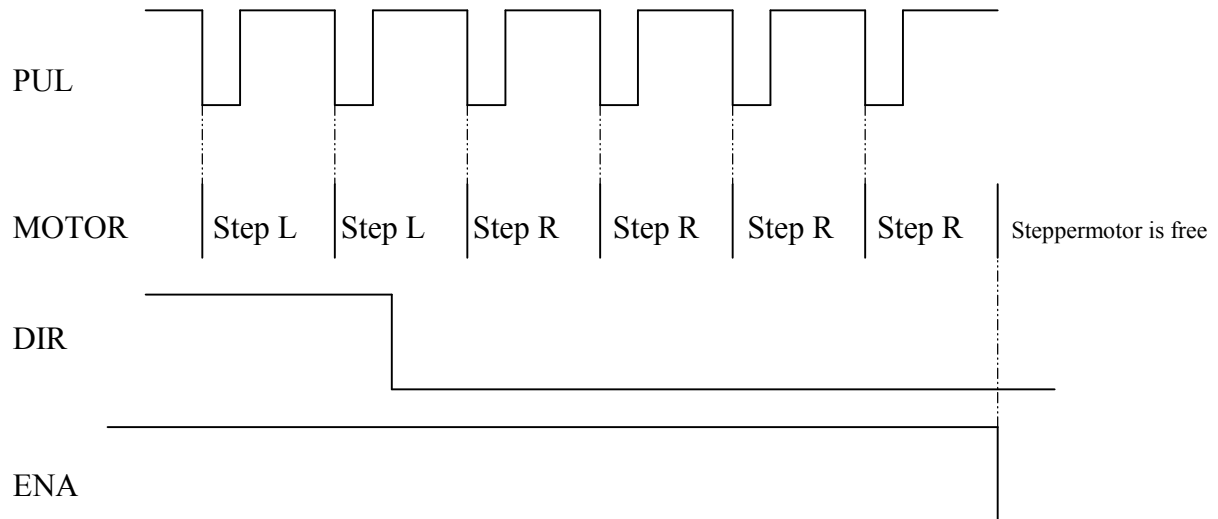 PUL
MOTOR Step L Step L Step R Step R Step R Step R Steppermotor is free
DIR
ENA